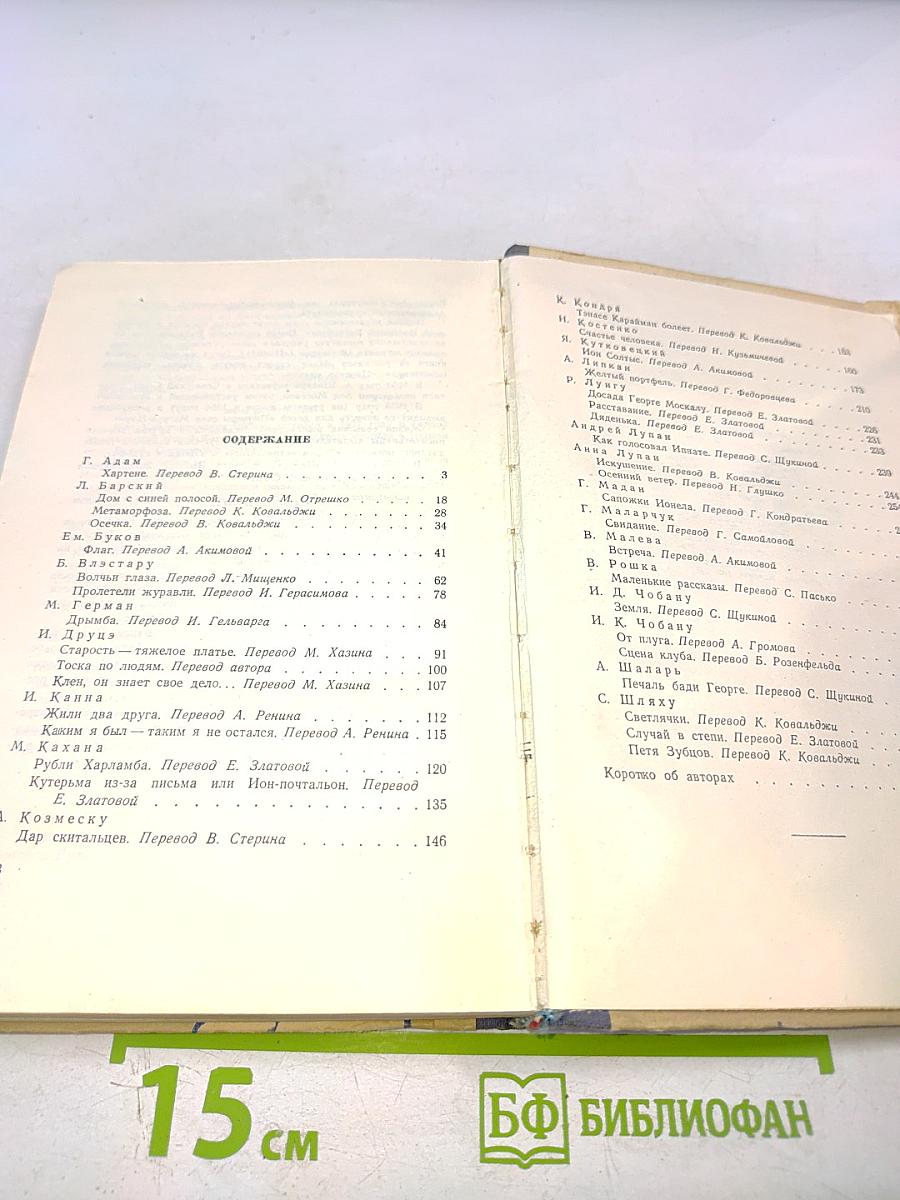 СОДЕРЖАНИЕ
Г. Адам
Хартене. Перевод В. Стерина . . . . . . . . . . 3
Л. Барский
Дом с синей полосой. Перевод М. Отрешко . . . . . 18
Метаморфоза. Перевод К. Ковальджи . . . . . . . 28
Осечка. Перевод В. Ковальджи . . . . . . . . . 34
Ем. Буков
Флаг. Перевод А. Акимовой . . . . . . . . . . . 41
Б. Влэстару
Волчьи глаза. Перевод Л. Мищенко . . . . . . . 62
Пролетели журавли. Перевод И. Герасимова . . . . . 78
М. Герман
Дрымба. Перевод И. Гельварга . . . . . . . . . 84
И. Друцэ
Старость — тяжелое платье. Перевод М. Хазина . . . 91
Тоска по людям. Перевод автора . . . . . . . . . 100
Клен, он знает свое дело... Перевод М. Хазина . . . 107
И. Канна
Жили два друга. Перевод А. Ренина . . . . . . . 112
Каким я был — таким я не остался. Перевод А. Ренина . 115
М. Кахана
Рубли Харламба. Перевод Е. Златовой . . . . . . 120
Кутерьма из-за письма или Ион-почтальон. Перевод
Е. Златовой . . . . . . . . . . . . . . . . . 135
Козмеску
Дар скитальцев. Перевод В. Стерина . . . . . . . 146
К. Кондря
Тэнасе Карайман болеет. Перевод К. Ковальджи . . .
И. Костенко
Счастье человека. Перевод Н. Кузьмичевой . . . . .
Я. Кутковецкий
Ион Солтыс. Перевод А. Акимовой . . . . . . . . 173
А. Липкан
Желтый портфель. Перевод Г. Федоровцева . . . . . 210
Р. Лунгу
Досада Георге Москалу. Перевод Е. Златовой . . . .
Расставание. Перевод Е. Златовой . . . . . . . . 231
Дяденька. Перевод Е. Златовой . . . . . . . . .
Андрей Лупан
Как голосовал Ипнате. Перевод С. Щукиной . . . . . 239
Анна Лупан
Искушение. Перевод В. Ковальджи . . . . . . . . 244
Осенний ветер. Перевод Н. Глушко . . . . . . . .
Г. Мадан
Сапожки Ионела. Перевод Г. Кондратьева . . . . .
Г. Маларчук
Свидание. Перевод Г. Самойловой . . . . . . .
В. Малева
Встреча. Перевод А. Акимовой . . . . . . . .
В. Рошка
Маленькие рассказы. Перевод С. Пасько . . . .
И. Д. Чобану
Земля. Перевод С. Щукиной . . . . . . . .
И. К. Чобану
От плуга. Перевод А. Громова . . . . . . .
Сцена клуба. Перевод Б. Розенфельда . . . .
А. Шаларь
Печаль бади Георге. Перевод С. Щукиной . .
С. Шляху
Светлячки. Перевод К. Ковальджи . . . .
Случай в степи. Перевод Е. Златовой . . . .
Петя Зубцов. Перевод К. Ковальджи . . . .
Коротко об авторах . . . . . . . . . .
15 см
БФ БИБЛИОФАН